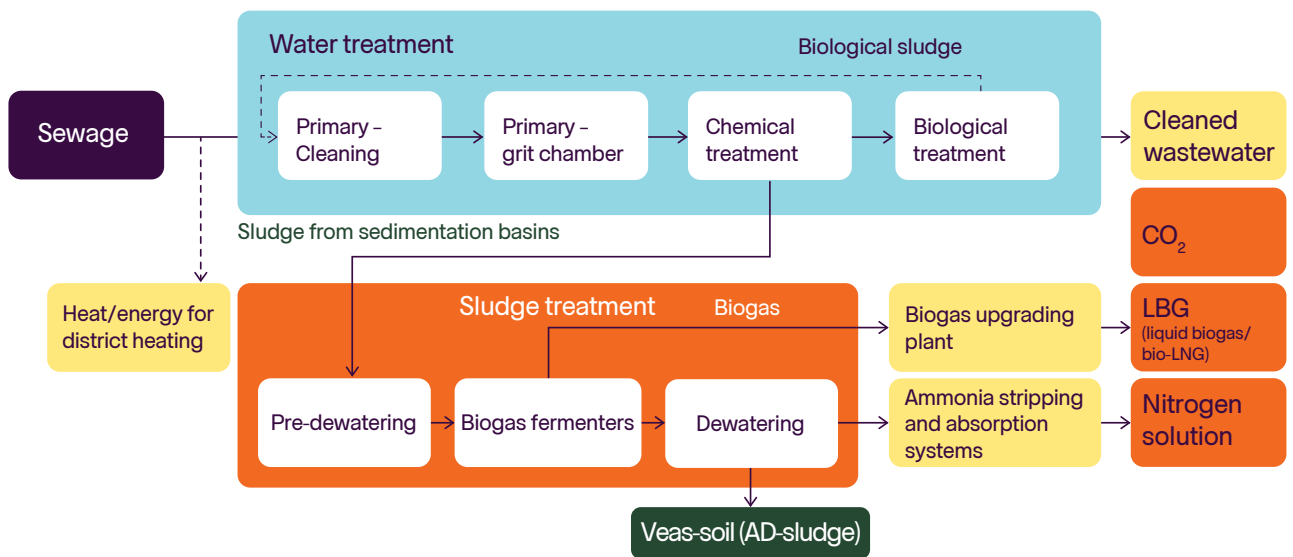 Water treatment
Biological sludge
Sewage
Primary –
Cleaning
Primary –
grit chamber
Chemical
treatment
Biological
treatment
Cleaned
wastewater
Sludge from sedimentation basins
CO2
Heat/energy for
district heating
Sludge treatment
Biogas
Biogas upgrading
plant
LBG
(liquid biogas/
bio-LNG)
Pre-dewatering
Biogas fermenters
Dewatering
Ammonia stripping
and absorption
systems
Nitrogen
solution
Veas-soil (AD-sludge)